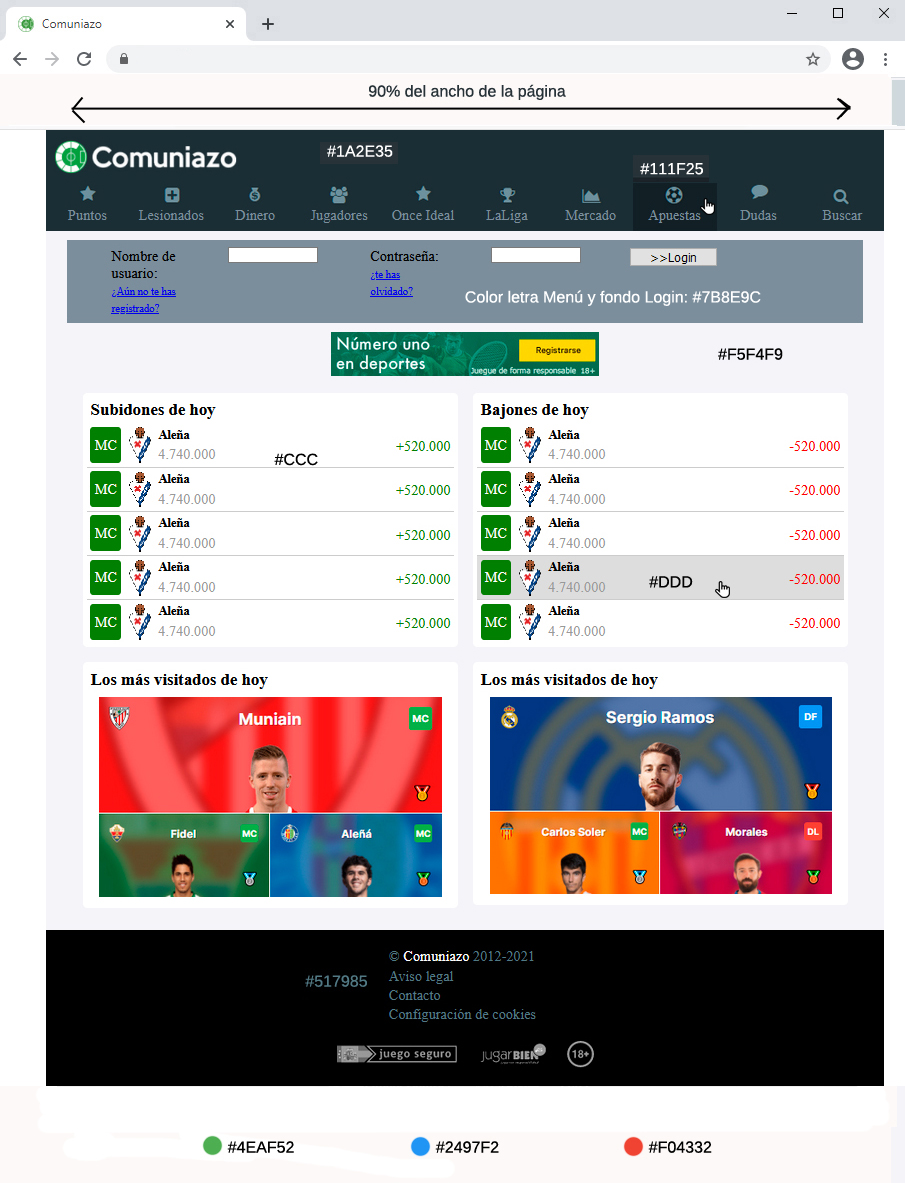 Comuniazo
90% del ancho de la página
Comuniazo
#1A2E35
#111F25
Puntos Lesionados Dinero Jugadores Once Ideal LaLiga Mercado Apuestas Dudas Buscar
Nombre de
usuario:
¿Aún no te has
registrado?
Contraseña:
¿te has
olvidado?
>>Login
Color letra Menú y fondo Login: #7B8E9C
Número uno
en deportes
Registrarse
Juegue de forma responsable 18+
#F5F4F9
Subidones de hoy
MC Aleña
4.740.000 +520.000
#CCC
MC Aleña
4.740.000 +520.000
MC Aleña
4.740.000 +520.000
MC Aleña
4.740.000 +520.000
MC Aleña
4.740.000 +520.000
Bajones de hoy
MC Aleña
4.740.000 -520.000
MC Aleña
4.740.000 -520.000
MC Aleña
4.740.000 -520.000
MC Aleña
4.740.000 #DDD -520.000
MC Aleña
4.740.000 -520.000
Los más visitados de hoy
Muniain MC
Fidel MC
Aleñá MC
Los más visitados de hoy
Sergio Ramos DF
Carlos Soler MC
Morales DL
© Comuniazo 2012-2021
#517985
Aviso legal
Contacto
Configuración de cookies
juego seguro
jugarBIEN
18+
#4EAF52 #2497F2 #F04332